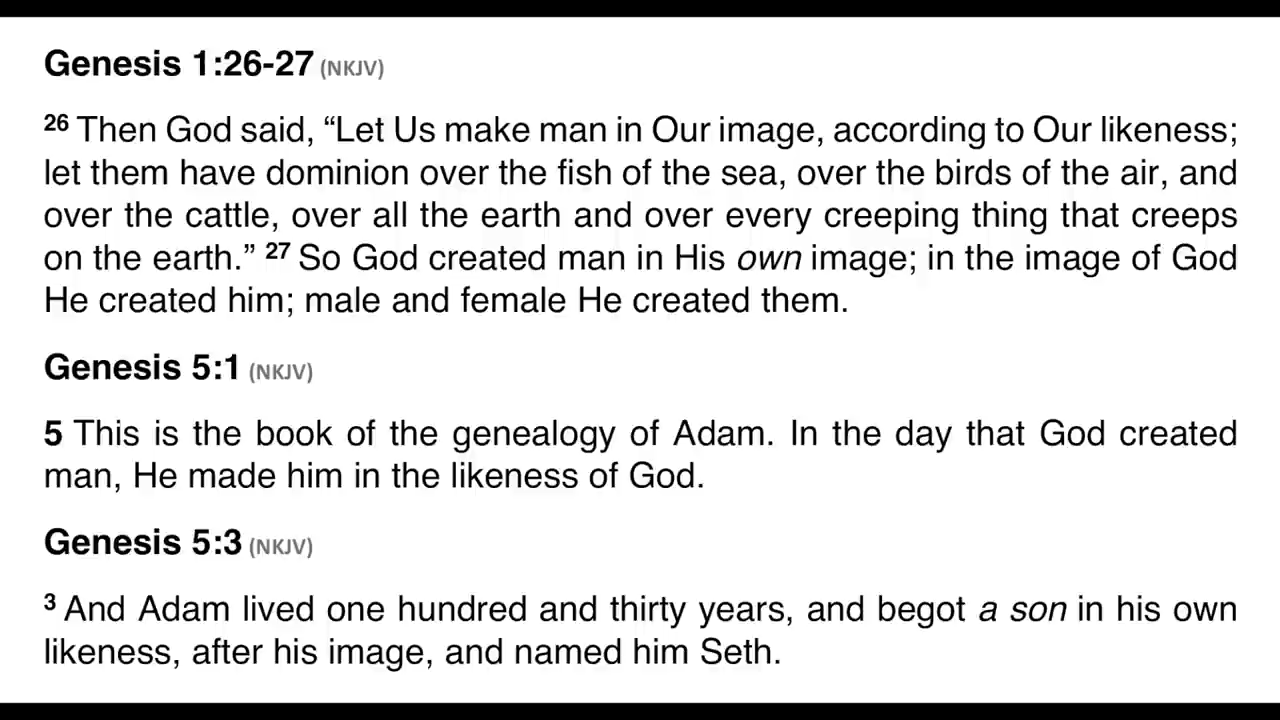 Genesis 1:26-27 (NKJV)
26 Then God said, “Let Us make man in Our image, according to Our likeness;
let them have dominion over the fish of the sea, over the birds of the air, and
over the cattle, over all the earth and over every creeping thing that creeps
on the earth.” 27 So God created man in His own image; in the image of God
He created him; male and female He created them.
Genesis 5:1 (NKJV)
5 This is the book of the genealogy of Adam. In the day that God created
man, He made him in the likeness of God.
Genesis 5:3 (NKJV)
3 And Adam lived one hundred and thirty years, and begot a son in his own
likeness, after his image, and named him Seth.